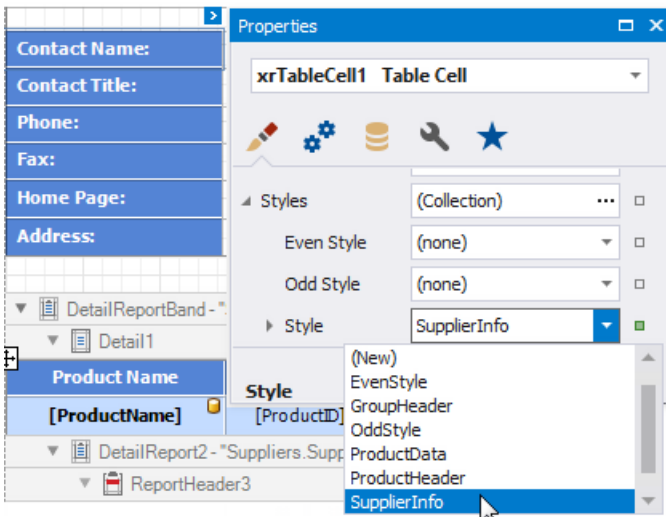 Contact Name:
Contact Title:
Phone:
Fax:
Home Page:
Address:
DetailReportBand - "
Detail1
Product Name
[ProductName]
[ProductID]
DetailReport2 - "Suppliers.Supp
ReportHeader3
Properties
xrTableCell1 Table Cell
Styles (Collection) ...
Even Style (none)
Odd Style (none)
Style SupplierInfo
Style
(New)
EvenStyle
GroupHeader
OddStyle
ProductData
ProductHeader
SupplierInfo